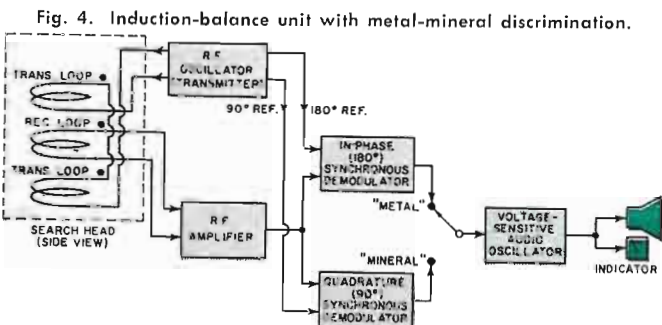 Fig. 4. Induction-balance unit with metal-mineral discrimination.
TRANS LOOP
REC LOOP
TRANS LOOP
SEARCH HEAD
(SIDE VIEW)
R.F.
OSCILLATOR
"TRANSMITTER"
90° REF.
180° REF.
R.F.
AMPLIFIER
IN-PHASE
(180°)
SYNCHRONOUS
DEMODULATOR
"METAL"
"MINERAL"
QUADRATURE
(90°)
SYNCHRONOUS
DEMODULATOR
VOLTAGE-
SENSITIVE
AUDIO
OSCILLATOR
INDICATOR